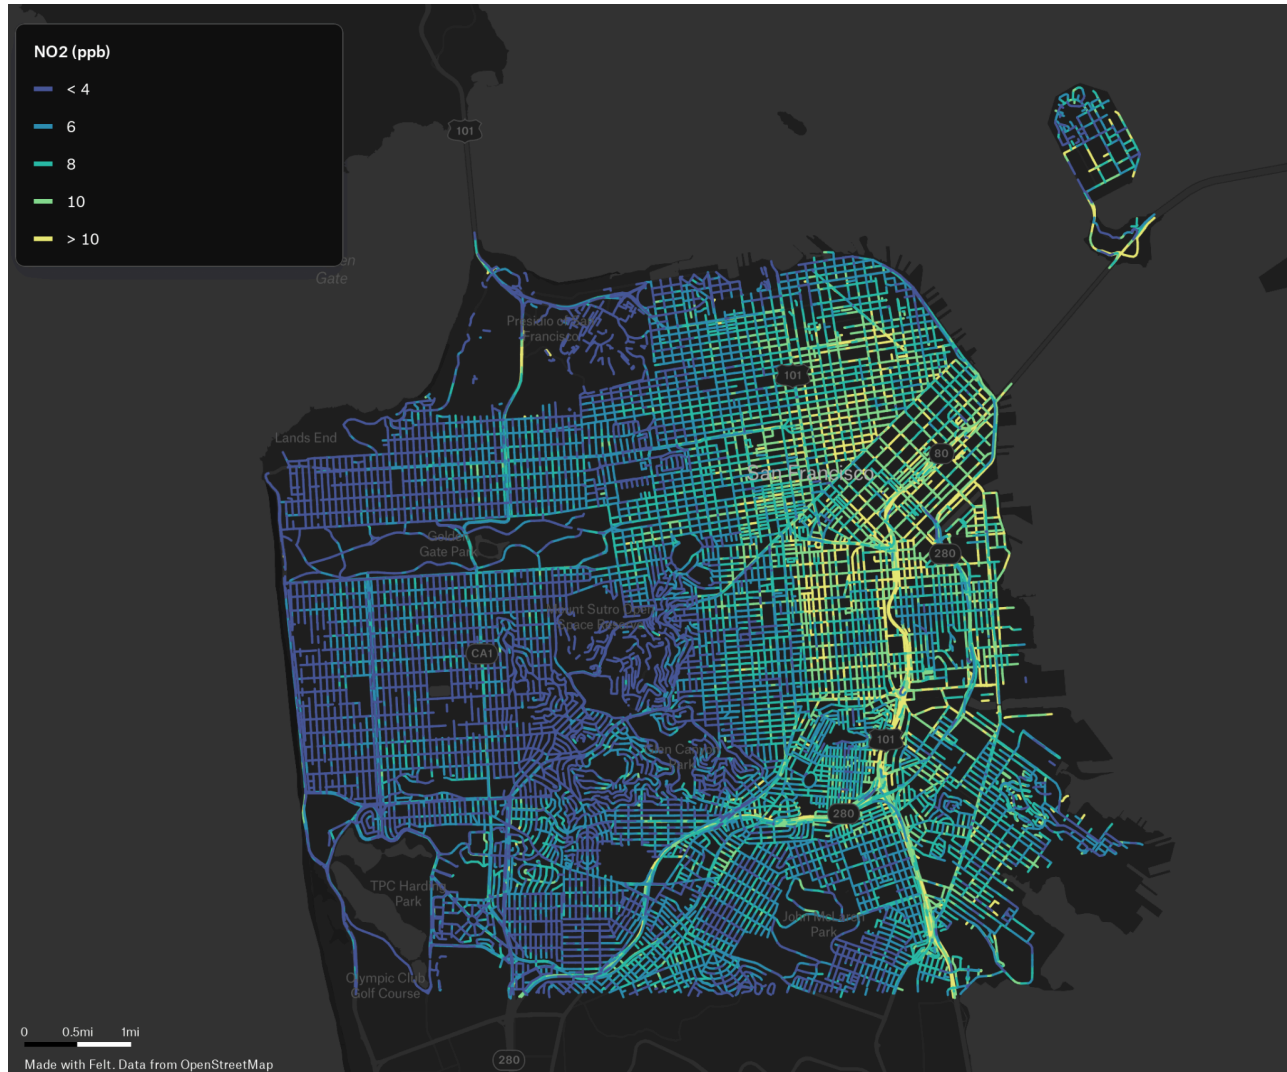 NO2 (ppb)
< 4
6
8
10
> 10
101
Gate
Presidio of San
Francisco
101
Lands End
San Francisco
80
Golden
Gate Park
280
Mount Sutro Open
Space Reserve
CA1
101
Park
280
TPC Harding
Park
John McLaren
Park
Olympic Club
Golf Course
0 0.5mi 1mi
280
Made with Felt. Data from OpenStreetMap